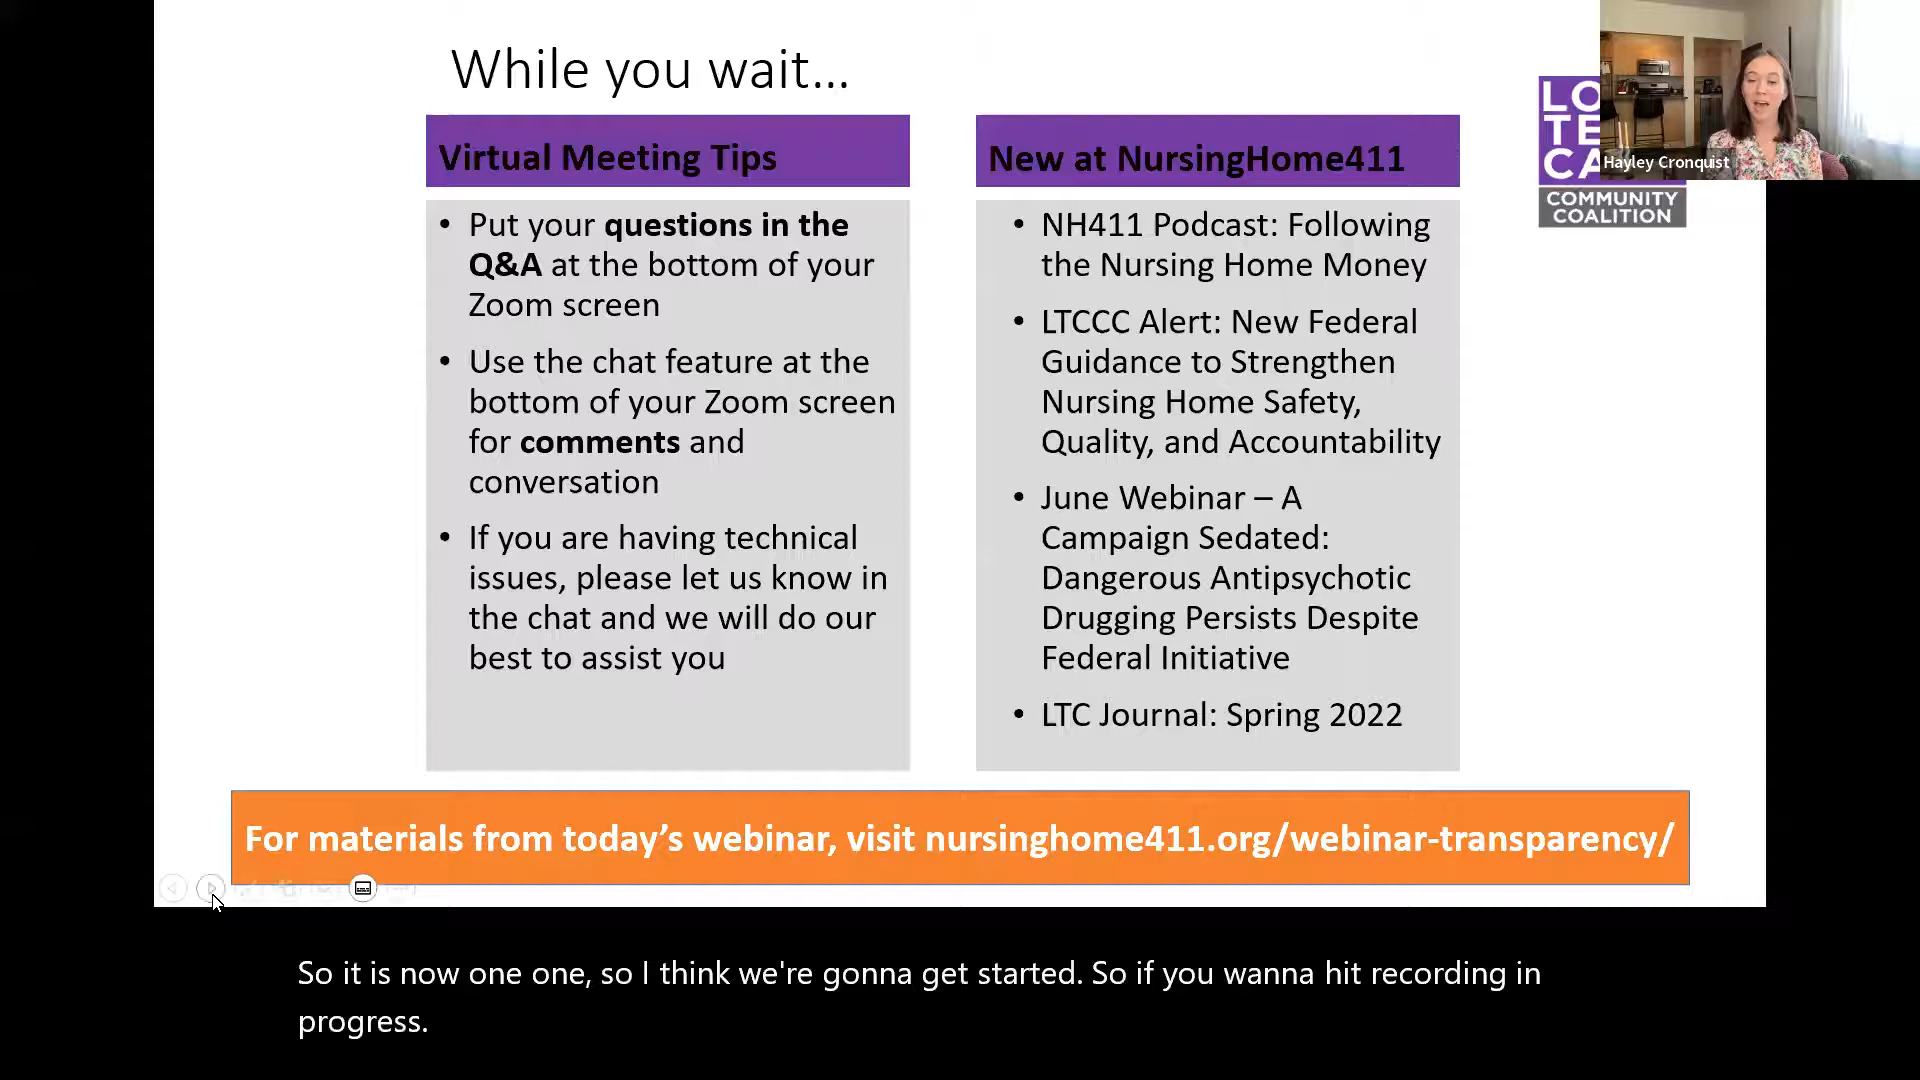 While you wait...
Virtual Meeting Tips
• Put your questions in the
Q&A at the bottom of your
Zoom screen
• Use the chat feature at the
bottom of your Zoom screen
for comments and
conversation
• If you are having technical
issues, please let us know in
the chat and we will do our
best to assist you
New at NursingHome411
• NH411 Podcast: Following
the Nursing Home Money
• LTCCC Alert: New Federal
Guidance to Strengthen
Nursing Home Safety,
Quality, and Accountability
• June Webinar – A
Campaign Sedated:
Dangerous Antipsychotic
Drugging Persists Despite
Federal Initiative
• LTC Journal: Spring 2022
LO
TE
CA
COMMUNITY
COALITION
Hayley Cronquist
For materials from today’s webinar, visit nursinghome411.org/webinar-transparency/
So it is now one one, so I think we're gonna get started. So if you wanna hit recording in
progress.